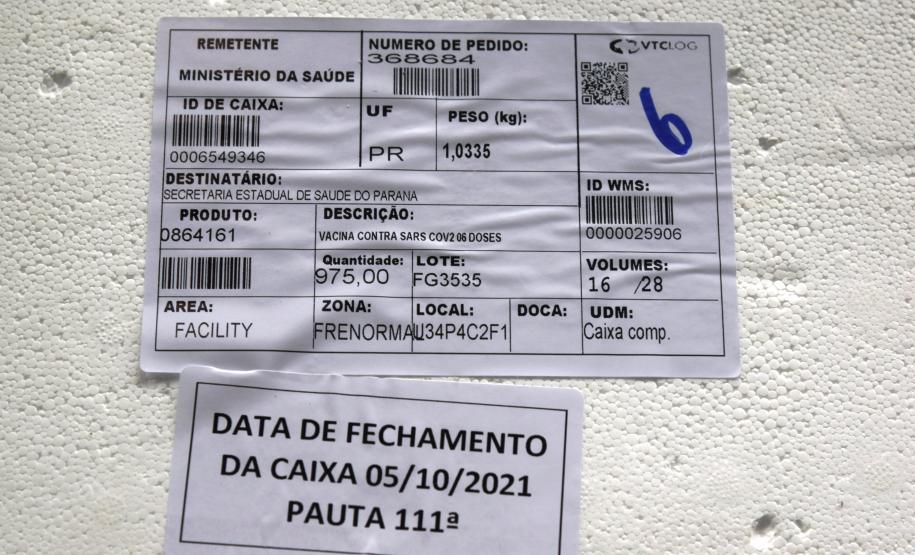 REMETENTE
MINISTÉRIO DA SAÚDE
NUMERO DE PEDIDO:
368684
VTCLOG
6
ID DE CAIXA:
0006549346
UF
PR
PESO (kg):
1,0335
DESTINATÁRIO:
SECRETARIA ESTADUAL DE SAUDE DO PARANA
ID WMS:
0000025906
PRODUTO:
0864161
DESCRIÇÃO:
VACINA CONTRA SARS COV2 06 DOSES
Quantidade:
975,00
LOTE:
FG3535
VOLUMES:
16 /28
AREA:
FACILITY
ZONA:
FRENORMAL
LOCAL:
U34P4C2F1
DOCA:
UDM:
Caixa comp.
DATA DE FECHAMENTO
DA CAIXA 05/10/2021
PAUTA 111ª